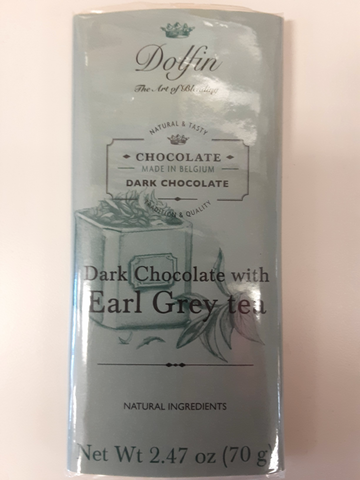 Dolfin
The Art of Blending
NATURAL & TASTY
CHOCOLATE
MADE IN BELGIUM
DARK CHOCOLATE
& QUALITY
Dark Chocolate with
Earl Grey tea
NATURAL INGREDIENTS
Net Wt 2.47 oz (70 g)